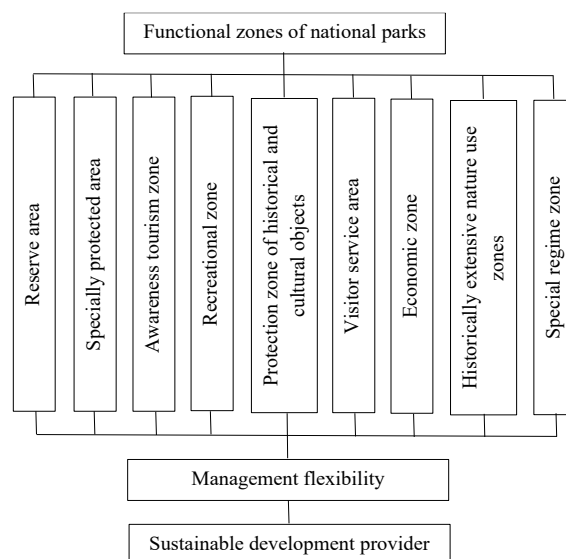 Functional zones of national parks
Reserve area
Specially protected area
Awareness tourism zone
Recreational zone
Protection zone of historical and
cultural objects
Visitor service area
Economic zone
Historically extensive nature use
zones
Special regime zone
Management flexibility
Sustainable development provider